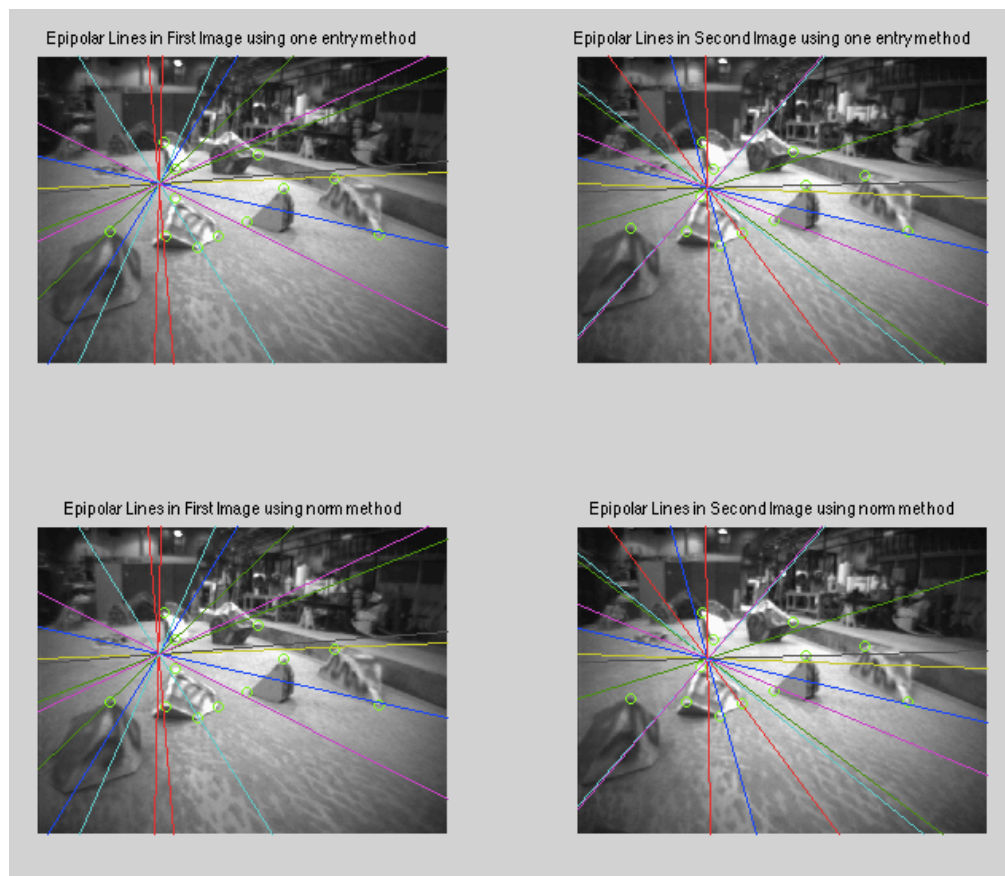 Epipolar Lines in First Image using one entry method
Epipolar Lines in Second Image using one entry method
Epipolar Lines in First Image using norm method
Epipolar Lines in Second Image using norm method